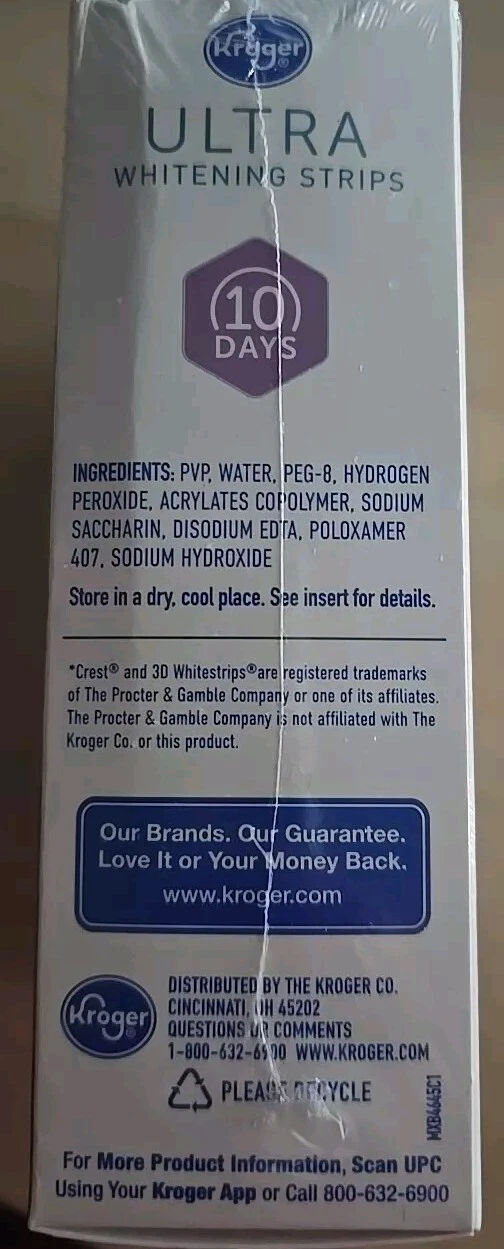 Kroger®
ULTRA
WHITENING STRIPS
10
DAYS
INGREDIENTS: PVP, WATER, PEG-8, HYDROGEN
PEROXIDE, ACRYLATES COPOLYMER, SODIUM
SACCHARIN, DISODIUM EDTA, POLOXAMER
407, SODIUM HYDROXIDE
Store in a dry, cool place. See insert for details.
*Crest® and 3D Whitestrips® are registered trademarks
of The Procter & Gamble Company or one of its affiliates.
The Procter & Gamble Company is not affiliated with The
Kroger Co. or this product.
Our Brands. Our Guarantee.
Love It or Your Money Back.
www.kroger.com
Kroger®
DISTRIBUTED BY THE KROGER CO.
CINCINNATI, OH 45202
QUESTIONS OR COMMENTS
1-800-632-6900 WWW.KROGER.COM
PLEASE RECYCLE
MXB4645C1
For More Product Information, Scan UPC
Using Your Kroger App or Call 800-632-6900